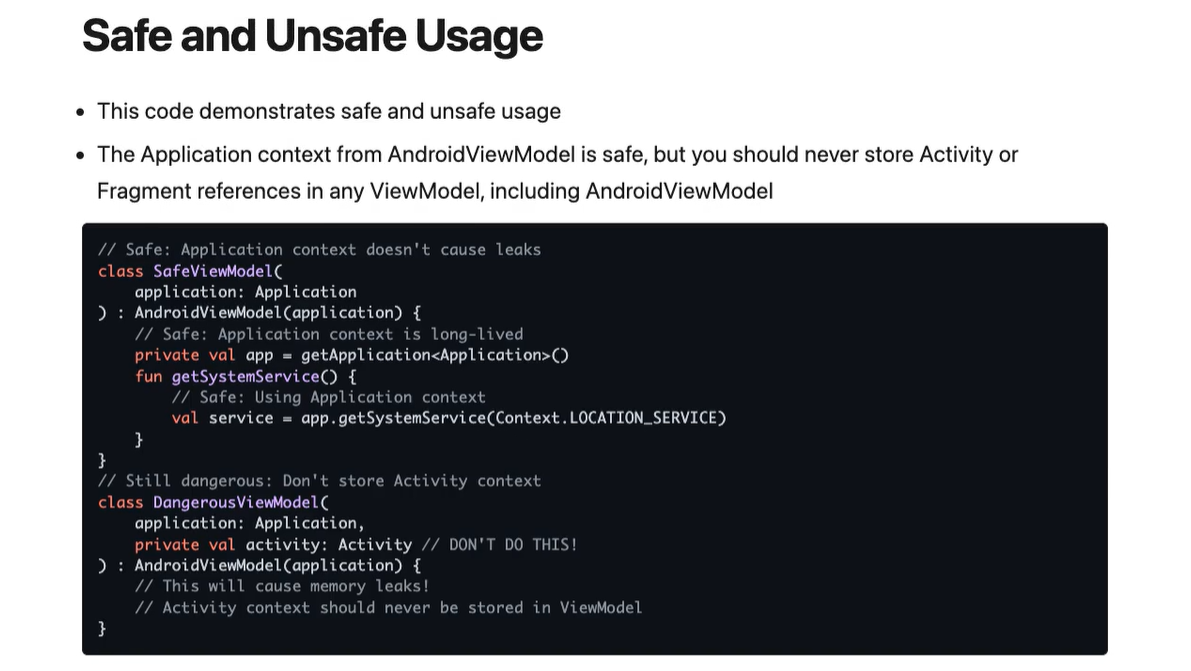 Safe and Unsafe Usage
• This code demonstrates safe and unsafe usage
• The Application context from AndroidViewModel is safe, but you should never store Activity or
Fragment references in any ViewModel, including AndroidViewModel
// Safe: Application context doesn't cause leaks
class SafeViewModel(
    application: Application
) : AndroidViewModel(application) {
    // Safe: Application context is long-lived
    private val app = getApplication<Application>()
    fun getSystemService() {
        // Safe: Using Application context
        val service = app.getSystemService(Context.LOCATION_SERVICE)
    }
}
// Still dangerous: Don't store Activity context
class DangerousViewModel(
    application: Application,
    private val activity: Activity // DON'T DO THIS!
) : AndroidViewModel(application) {
    // This will cause memory leaks!
    // Activity context should never be stored in ViewModel
}